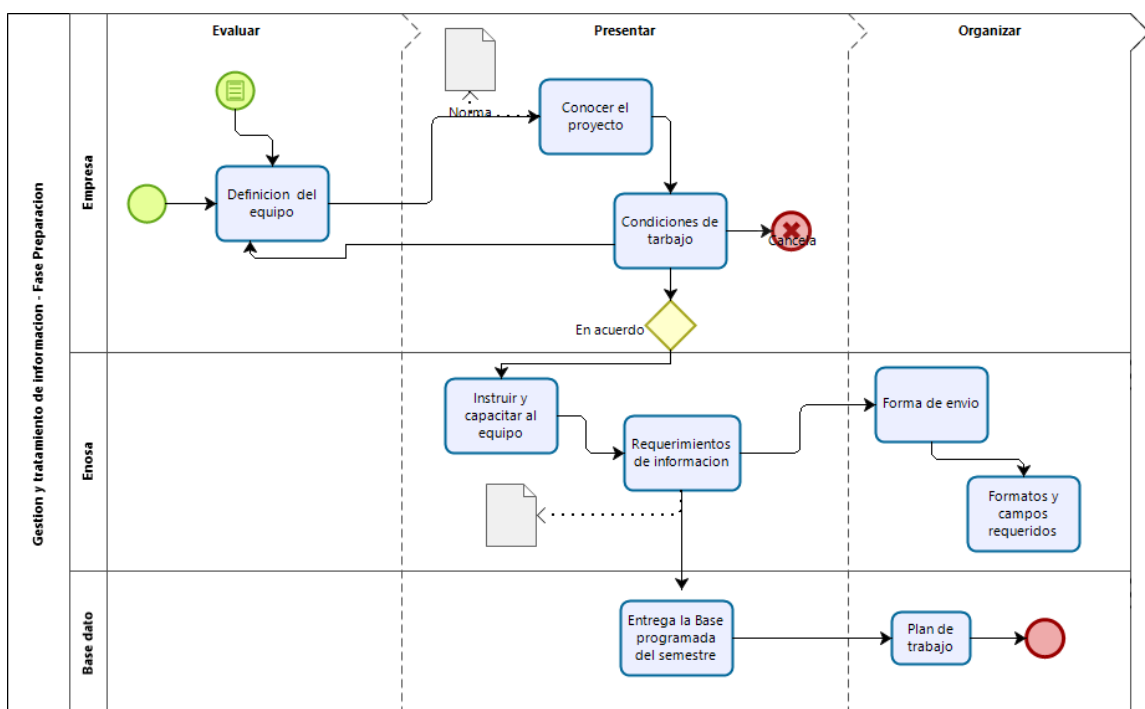 Gestion y tratamiento de informacion - Fase Preparacion
Evaluar
Presentar
Organizar
Empresa
Norma
Conocer el
proyecto
Definicion  del
equipo
Condiciones de
tarbajo
Cancela
En acuerdo
Enosa
Instruir y
capacitar al
equipo
Requerimientos
de informacion
Forma de envio
Formatos y
campos
requeridos
Base dato
Entrega la Base
programada
del semestre
Plan de
trabajo